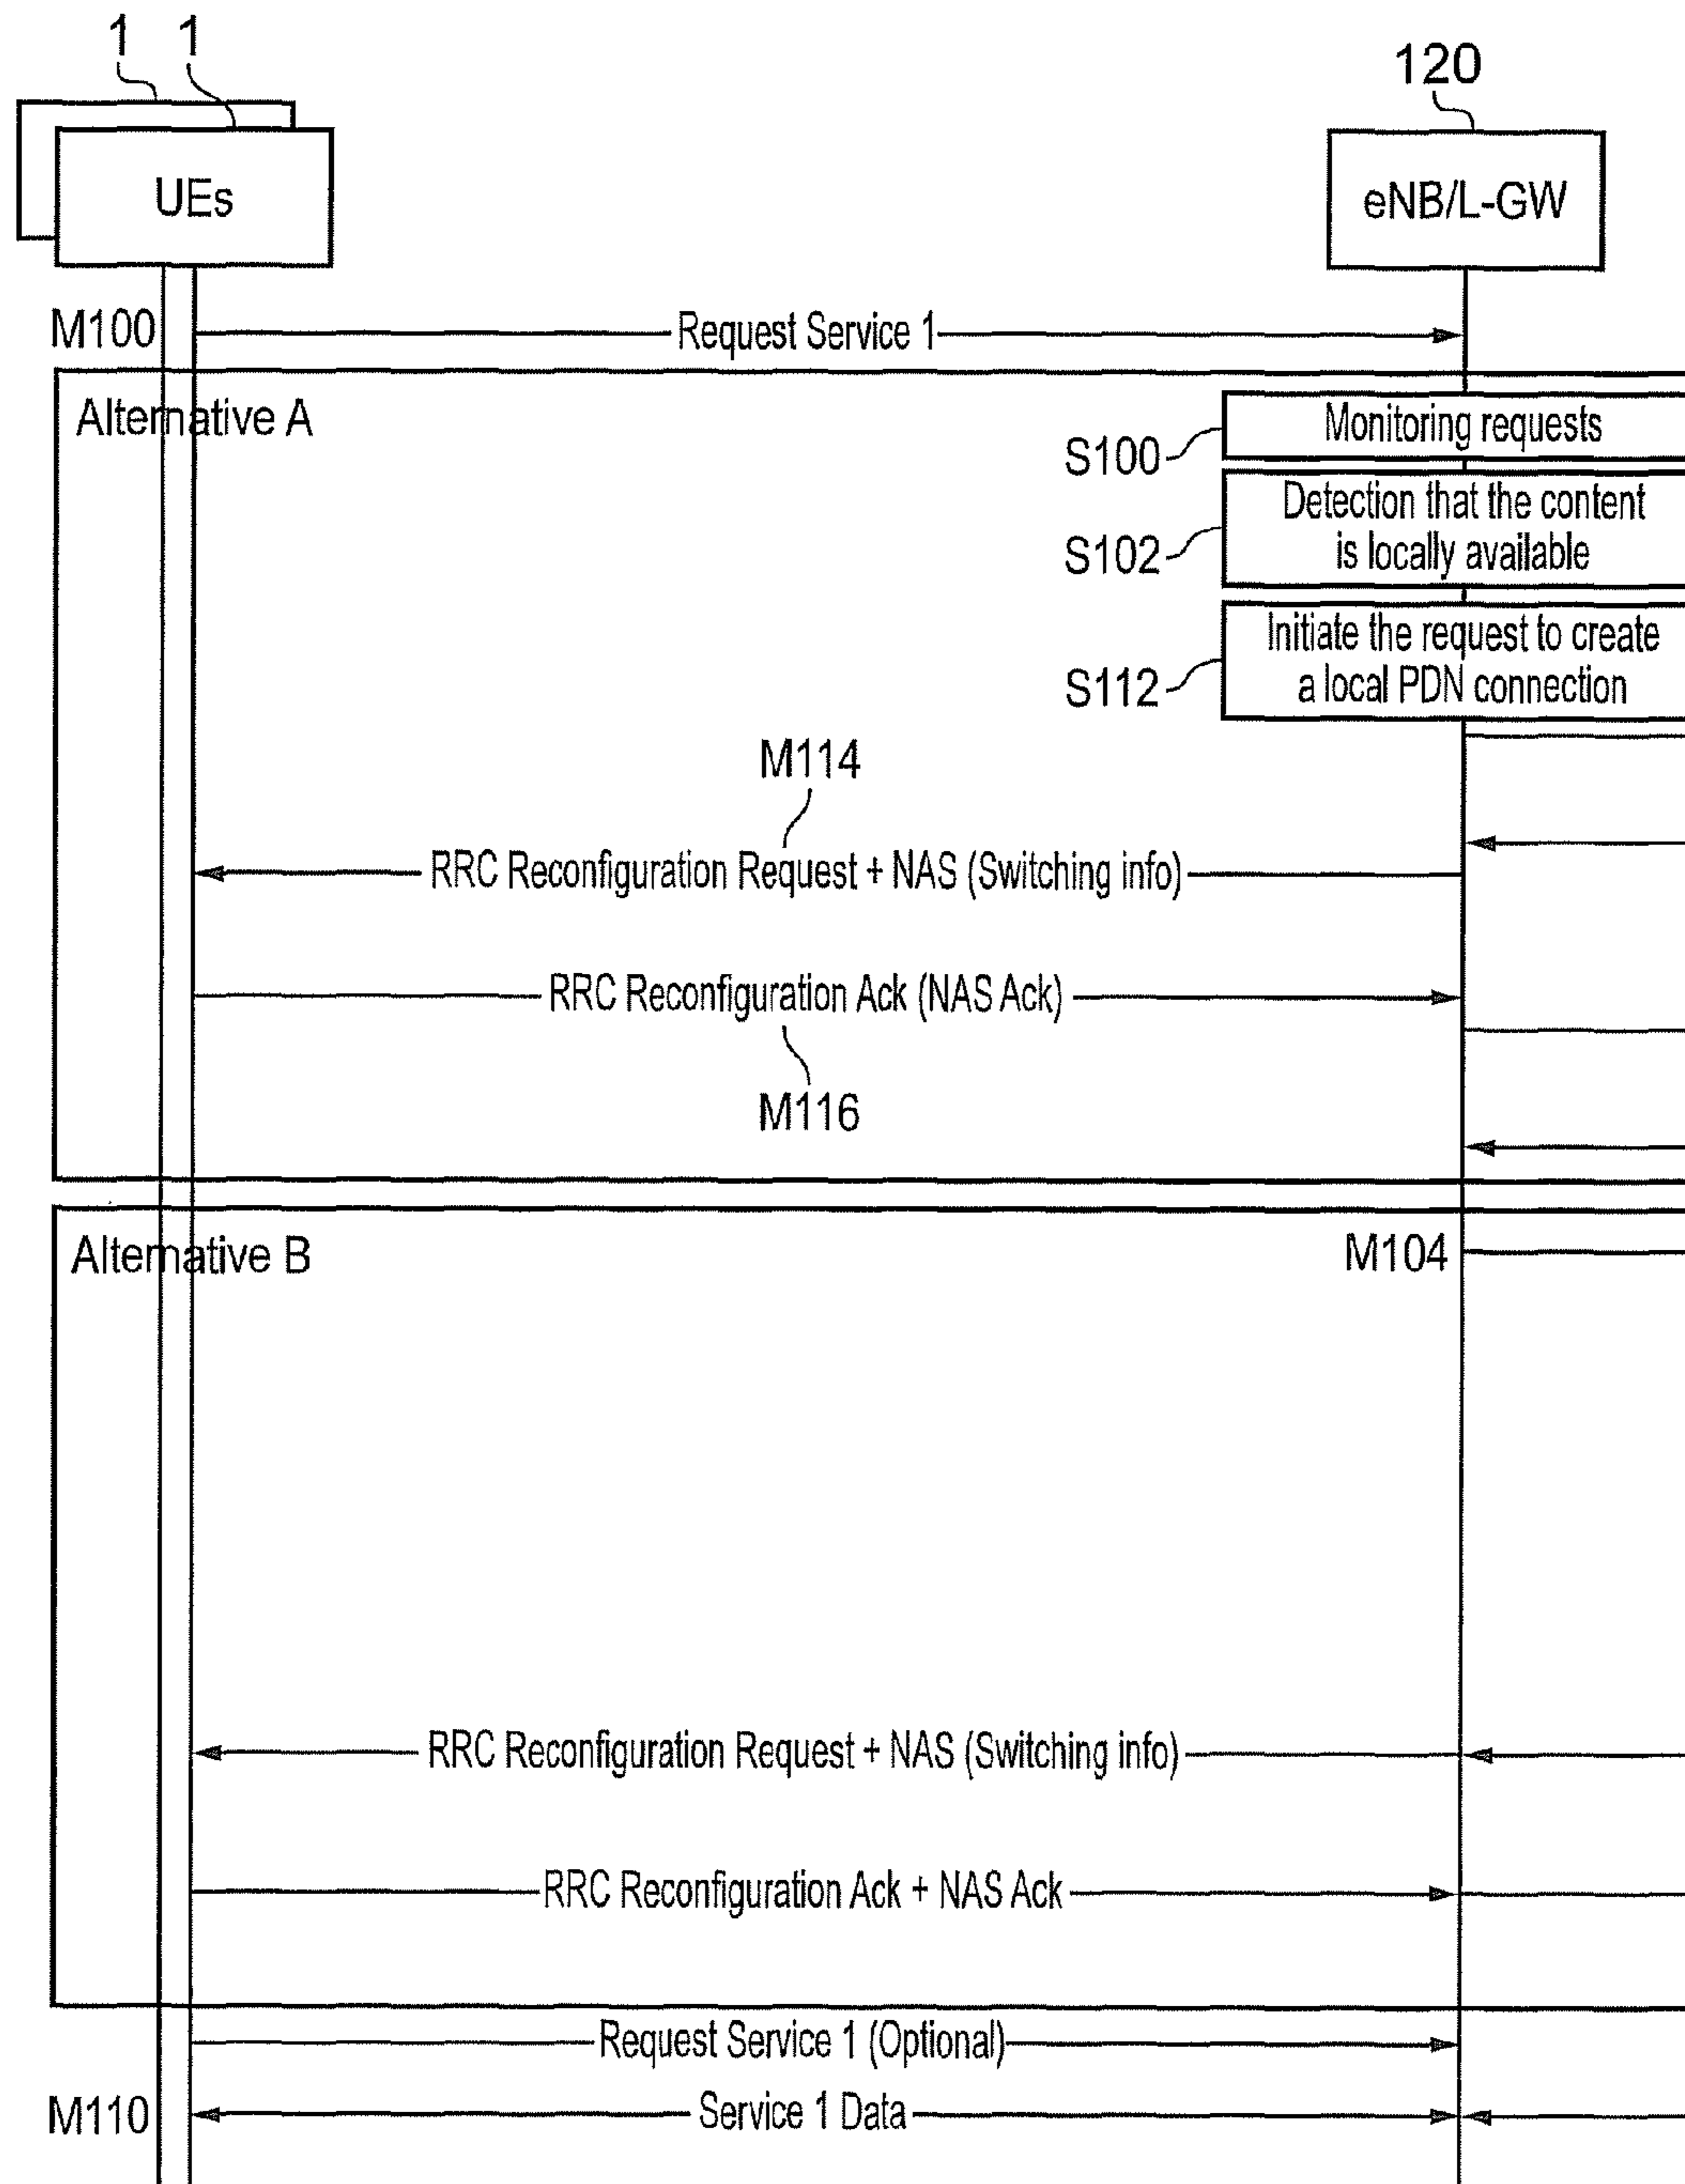 1 1
120
UEs
eNB/L-GW
M100
Request Service 1
Alternative A
Monitoring requests
S100
Detection that the content
is locally available
S102
Initiate the request to create
a local PDN connection
S112
M114
RRC Reconfiguration Request + NAS (Switching info)
RRC Reconfiguration Ack (NAS Ack)
M116
Alternative B
M104
RRC Reconfiguration Request + NAS (Switching info)
RRC Reconfiguration Ack + NAS Ack
Request Service 1 (Optional)
M110
Service 1 Data